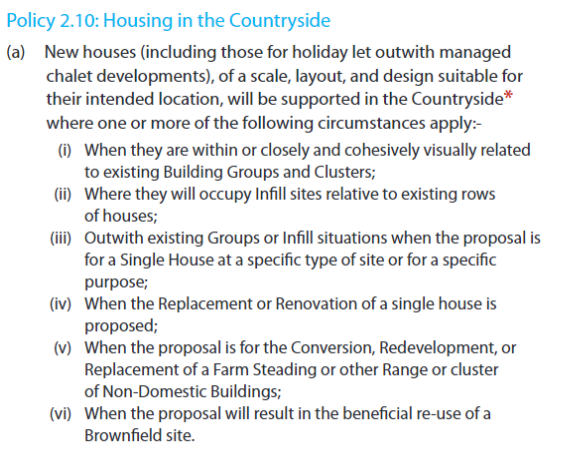 Policy 2.10: Housing in the Countryside
(a) New houses (including those for holiday let outwith managed
chalet developments), of a scale, layout, and design suitable for
their intended location, will be supported in the Countryside*
where one or more of the following circumstances apply:-
(i) When they are within or closely and cohesively visually related
to existing Building Groups and Clusters;
(ii) Where they will occupy Infill sites relative to existing rows
of houses;
(iii) Outwith existing Groups or Infill situations when the proposal is
for a Single House at a specific type of site or for a specific
purpose;
(iv) When the Replacement or Renovation of a single house is
proposed;
(v) When the proposal is for the Conversion, Redevelopment, or
Replacement of a Farm Steading or other Range or cluster
of Non-Domestic Buildings;
(vi) When the proposal will result in the beneficial re-use of a
Brownfield site.